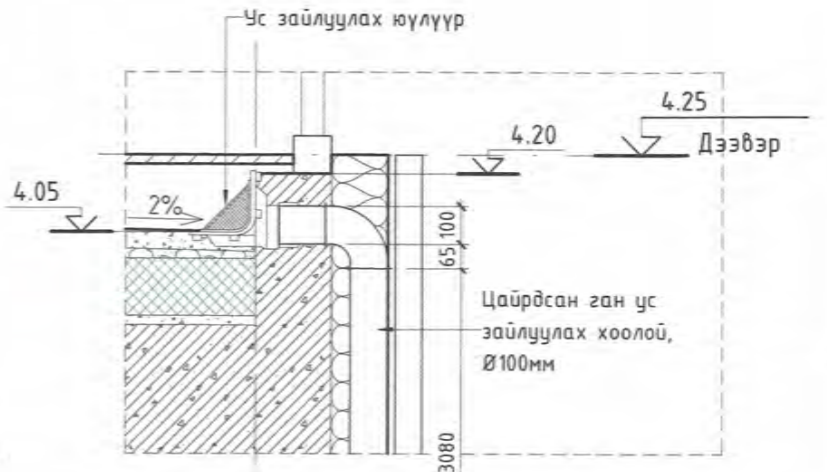 Ус зайлуулах юүлүүр
4.25
Дээвэр
4.20
4.05
2%
100
65
Цайрдсан ган ус
зайлуулах хоолой,
Ø100мм
3080